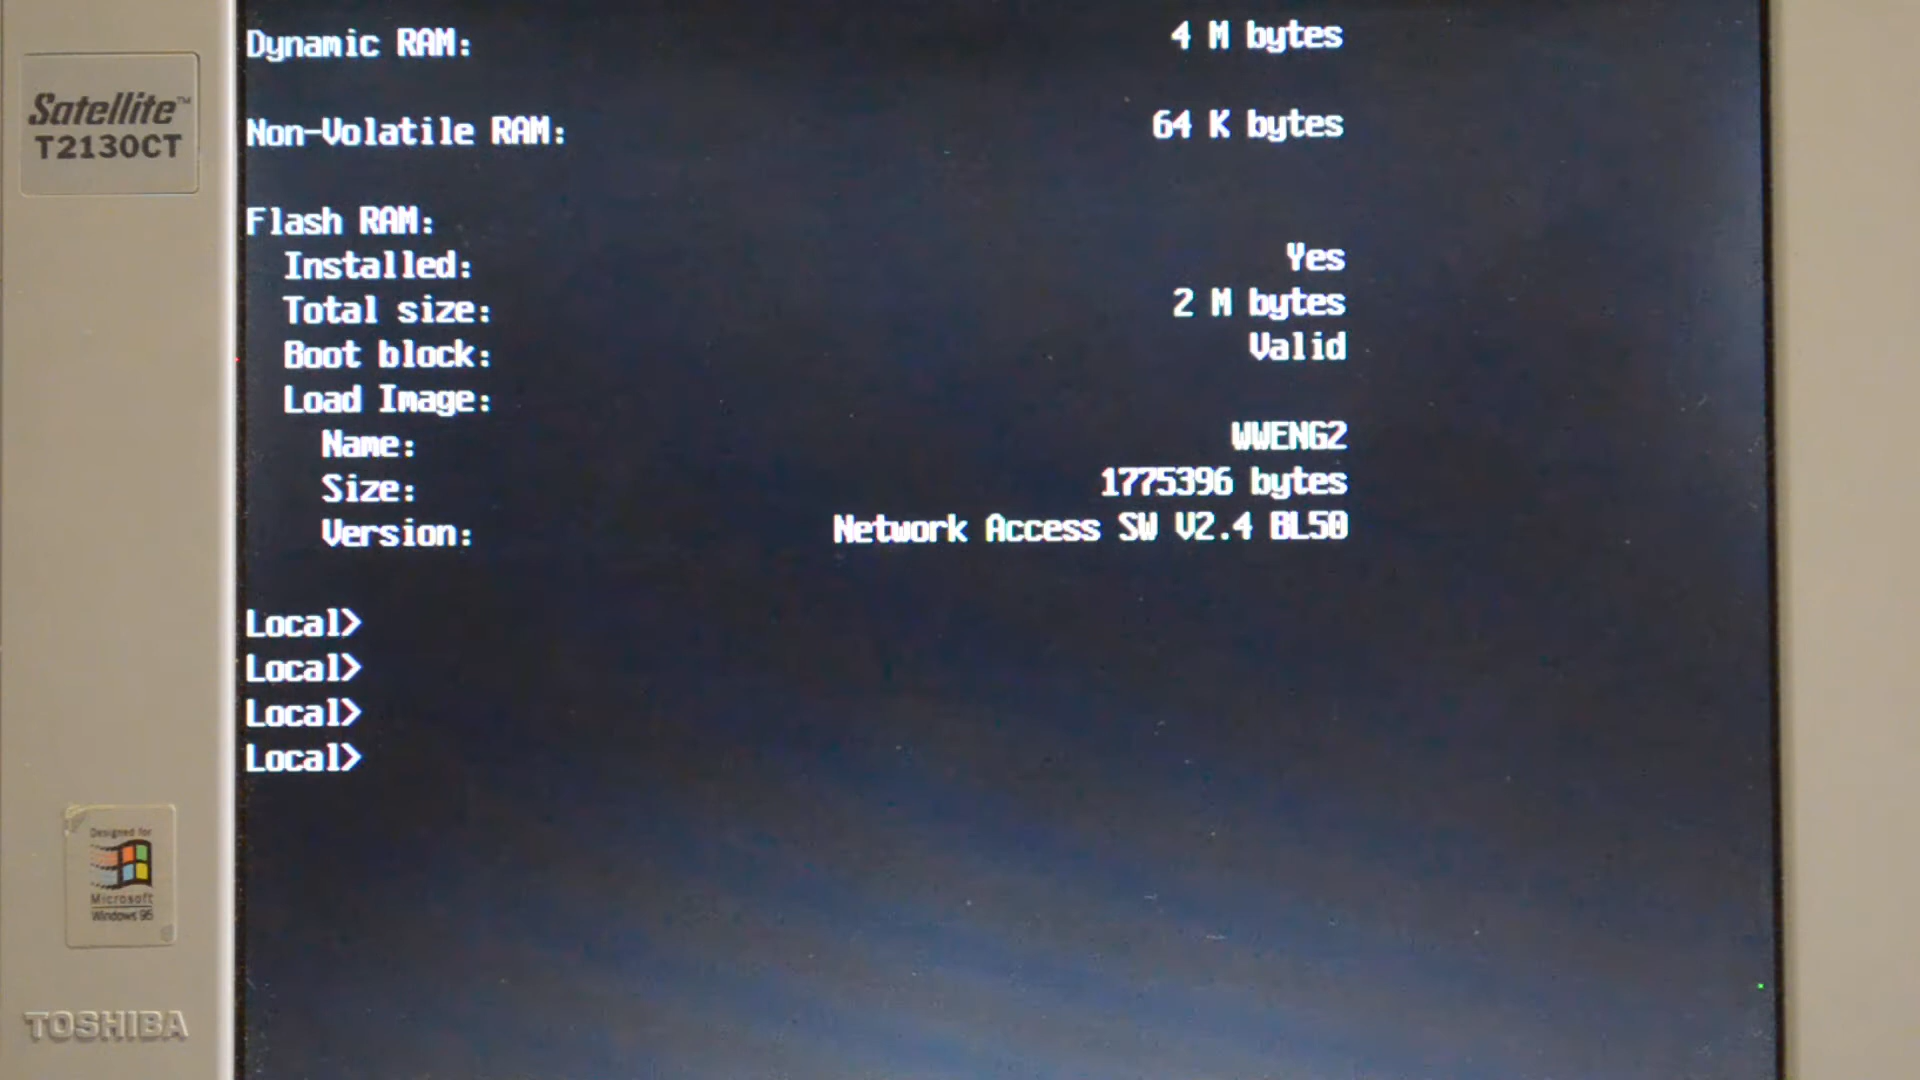 Satellite™
T2130CT
Dynamic RAM: 4 M bytes
Non-Volatile RAM: 64 K bytes
Flash RAM:
Installed: Yes
Total size: 2 M bytes
Boot block: Valid
Load Image:
Name: WWENG2
Size: 1775396 bytes
Version: Network Access SW V2.4 BL50
Local>
Local>
Local>
Local>
Designed for
Microsoft
Windows 95
TOSHIBA